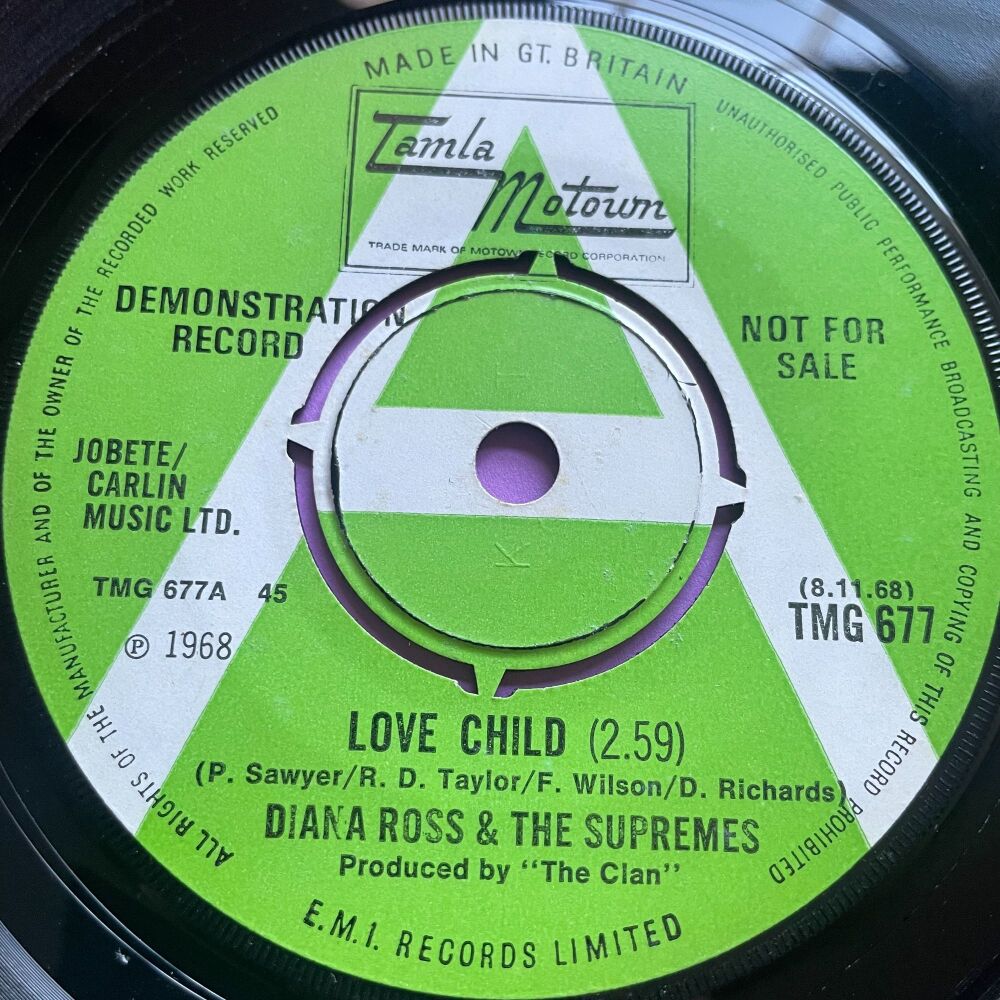 MADE IN GT. BRITAIN
Tamla
Motown
TRADE MARK OF MOTOWN RECORD CORPORATION
DEMONSTRATION
RECORD
NOT FOR
SALE
JOBETE/
CARLIN
MUSIC LTD.
TMG 677A 45
℗ 1968
(8.11.68)
TMG 677
LOVE CHILD (2.59)
(P. Sawyer/R. D. Taylor/F. Wilson/D. Richards)
DIANA ROSS & THE SUPREMES
Produced by "The Clan"
E.M.I. RECORDS LIMITED
ALL RIGHTS OF THE MANUFACTURER AND OF THE OWNER OF THE RECORDED WORK RESERVED
UNAUTHORISED PUBLIC PERFORMANCE BROADCASTING AND COPYING OF THIS RECORD PROHIBITED
A
K